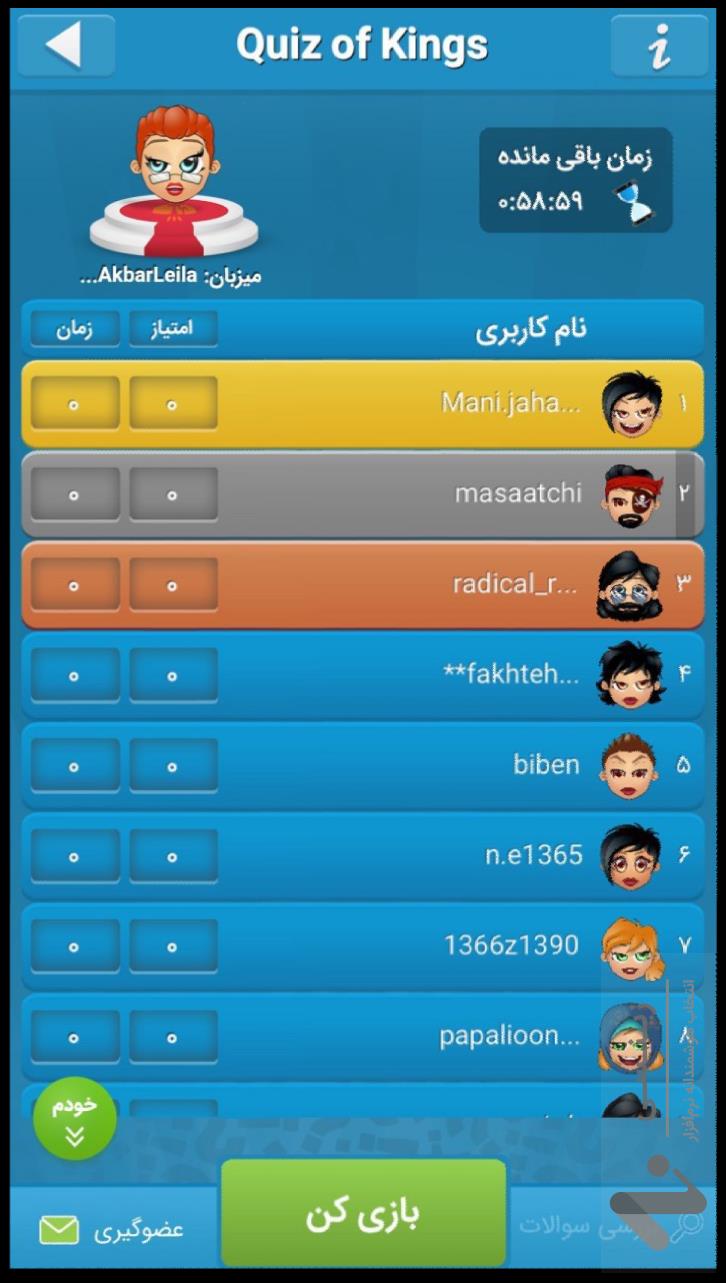 Quiz of Kings
زمان باقی مانده
۰:۵۸:۵۹
میزبان: AkbarLeila...
نام کاربری امتیاز زمان
۱ Mani.jaha... ۰ ۰
۲ masaatchi ۰ ۰
۳ radical_r... ۰ ۰
۴ **fakhteh... ۰ ۰
۵ biben ۰ ۰
۶ n.e1365 ۰ ۰
۷ 1366z1390 ۰ ۰
۸ papalioon... ۰ ۰
خودم
بازی کن
عضوگیری
سوالات
انتخاب هوشمندانه نرم‌افزار